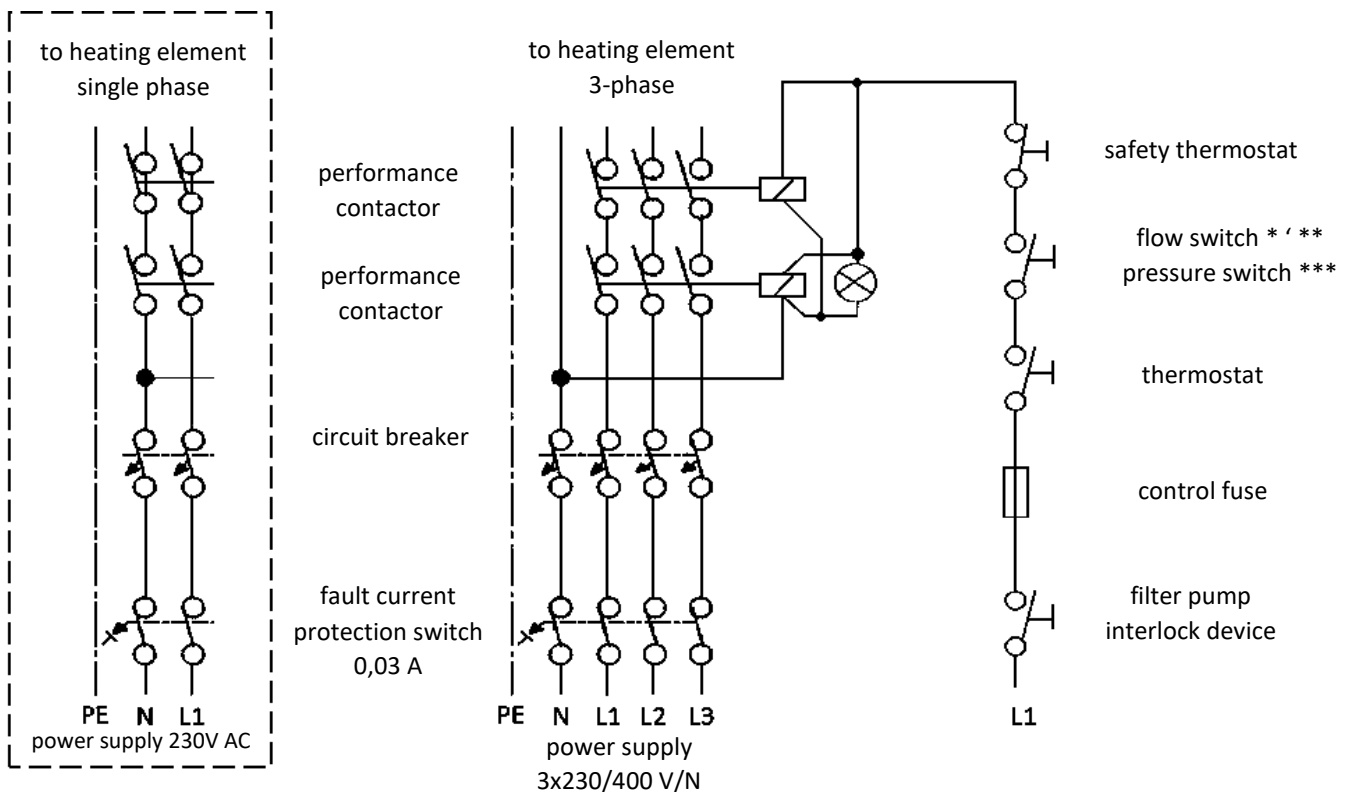 to heating element
single phase
to heating element
3-phase
performance
contactor
safety thermostat
flow switch * ‘ **
pressure switch ***
performance
contactor
thermostat
circuit breaker
control fuse
fault current
protection switch
0,03 A
filter pump
interlock device
PE N L1
power supply 230V AC
PE N L1 L2 L3
power supply
3x230/400 V/N
L1